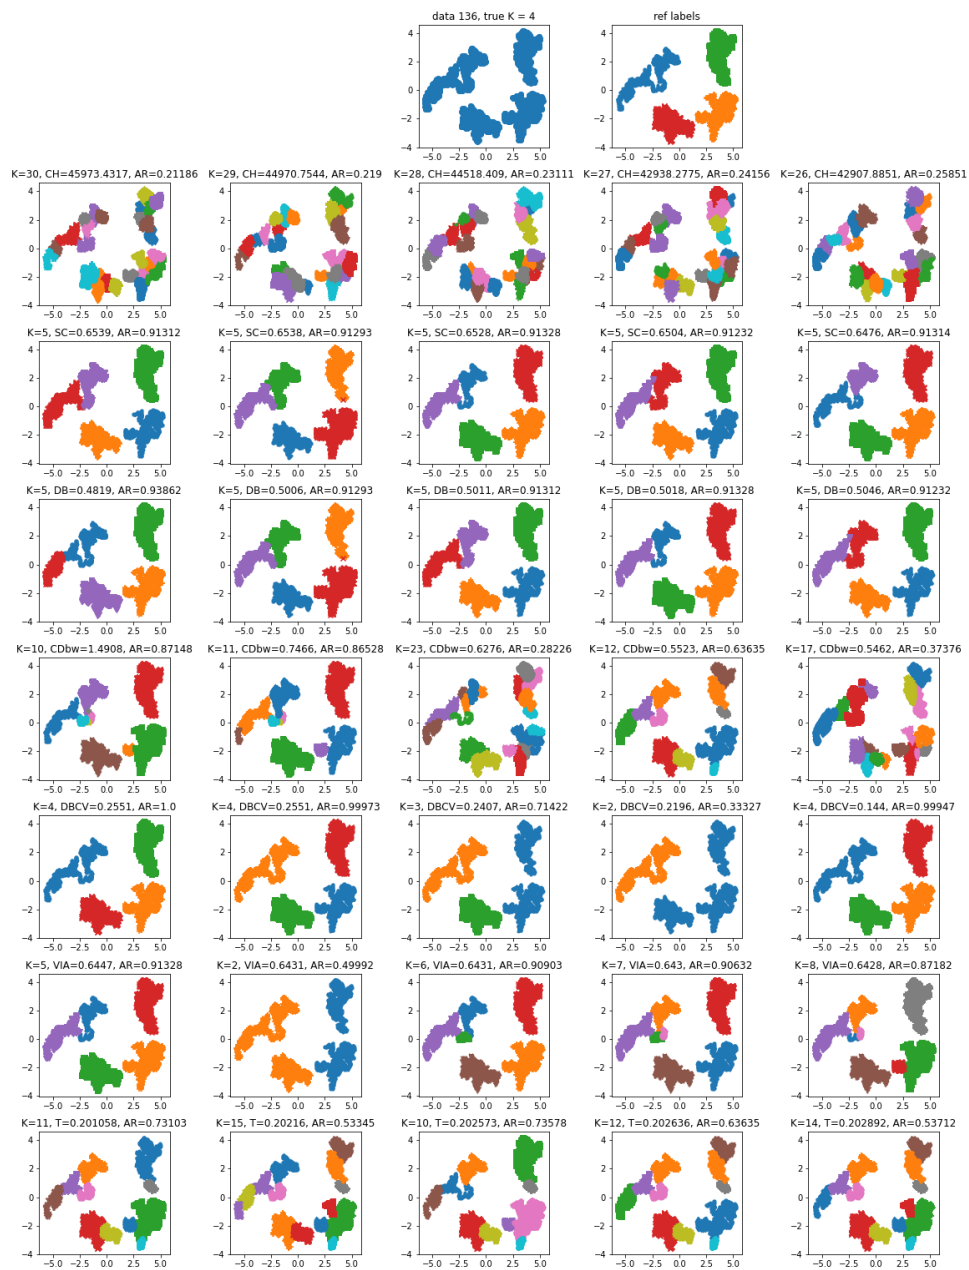 data 136, true K = 4
ref labels
K=30, CH=45973.4317, AR=0.21186
K=29, CH=44970.7544, AR=0.219
K=28, CH=44518.409, AR=0.23111
K=27, CH=42938.2775, AR=0.24156
K=26, CH=42907.8851, AR=0.25851
K=5, SC=0.6539, AR=0.91312
K=5, SC=0.6538, AR=0.91293
K=5, SC=0.6528, AR=0.91328
K=5, SC=0.6504, AR=0.91232
K=5, SC=0.6476, AR=0.91314
K=5, DB=0.4819, AR=0.93862
K=5, DB=0.5006, AR=0.91293
K=5, DB=0.5011, AR=0.91312
K=5, DB=0.5018, AR=0.91328
K=5, DB=0.5046, AR=0.91232
K=10, CDbw=1.4908, AR=0.87148
K=11, CDbw=0.7466, AR=0.86528
K=23, CDbw=0.6276, AR=0.28226
K=12, CDbw=0.5523, AR=0.63635
K=17, CDbw=0.5462, AR=0.37376
K=4, DBCV=0.2551, AR=1.0
K=4, DBCV=0.2551, AR=0.99973
K=3, DBCV=0.2407, AR=0.71422
K=2, DBCV=0.2196, AR=0.33327
K=4, DBCV=0.144, AR=0.99947
K=5, VIA=0.6447, AR=0.91328
K=2, VIA=0.6431, AR=0.49992
K=6, VIA=0.6431, AR=0.90903
K=7, VIA=0.643, AR=0.90632
K=8, VIA=0.6428, AR=0.87182
K=11, T=0.201058, AR=0.73103
K=15, T=0.20216, AR=0.53345
K=10, T=0.202573, AR=0.73578
K=12, T=0.202636, AR=0.63635
K=14, T=0.202892, AR=0.53712